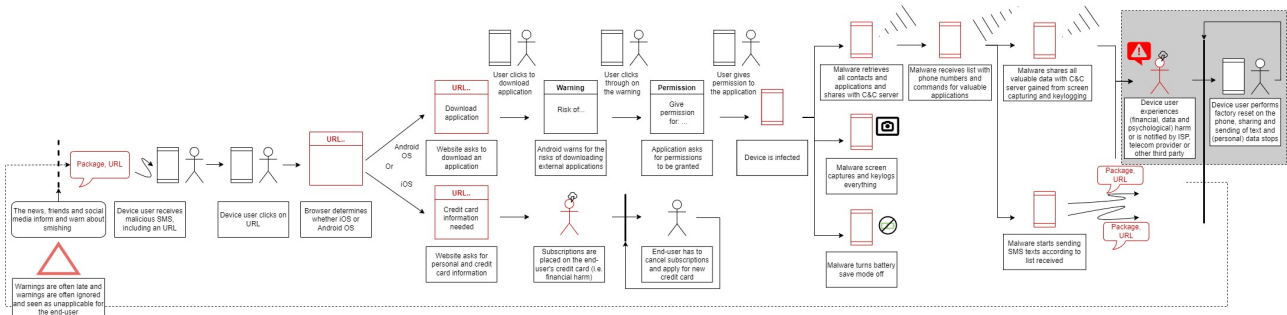 Package, URL
The news, friends and social
media inform and warn about
smishing
Warnings are often late and
warnings are often ignored
and seen as unapplicable for
the end-user
Device user receives
malicious SMS,
including an URL
Device user clicks on
URL
URL..
Browser determines
whether iOS or
Android OS
Android
OS
Or
iOS
User clicks to
download
application
URL..
Download
application
Website asks to
download an
application
User clicks
through on
the warning
Warning
Risk of...
Android warns for the
risks of downloading
external applications
User gives
permission to
the application
Permission
Give
permission
for: ...
Application asks
for permissions
to be granted
Device is infected
URL..
Credit card
information
needed
Website asks for
personal and credit
card information
Subscriptions are
placed on the end-
user's credit card (i.e.
financial harm)
End-user has to
cancel subscriptions
and apply for new
credit card
Malware retrieves
all contacts and
applications and
shares with C&C server
Malware receives list with
phone numbers and
commands for valuable
applications
Malware shares all
valuable data with C&C
server gained from screen
capturing and keylogging
Malware screen
captures and keylogs
everything
Malware turns battery
save mode off
Malware starts sending
SMS texts according to
list received
Package,
URL
Package,
URL
Device user
experiences
(financial, data
and
psychological)
harm
or is notified by ISP,
telecom provider or
other third party
Device user performs
factory reset on the
phone, sharing and
sending of text and
(personal) data stops